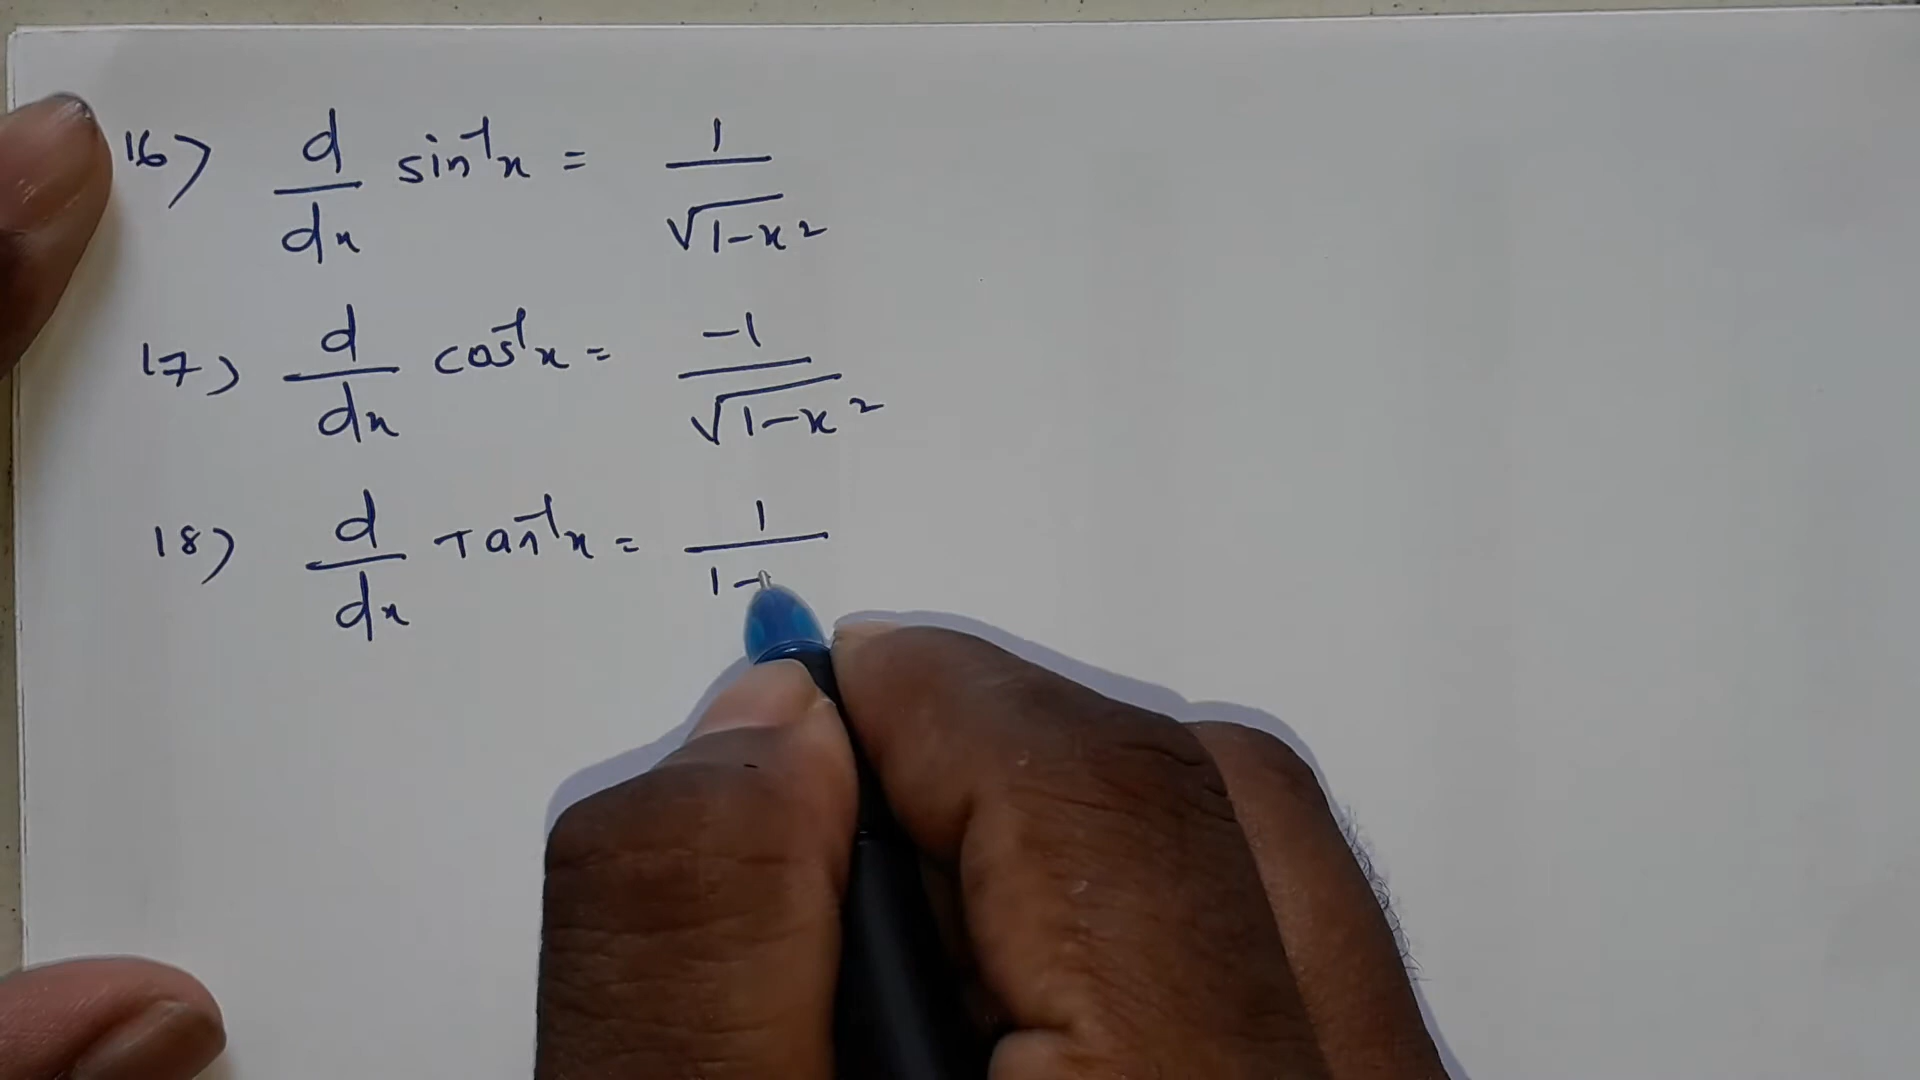 16) d/dx sin⁻¹x = 1/√1-x²
17) d/dx cos⁻¹x = -1/√1-x²
18) d/dx Tan⁻¹x = 1/1-